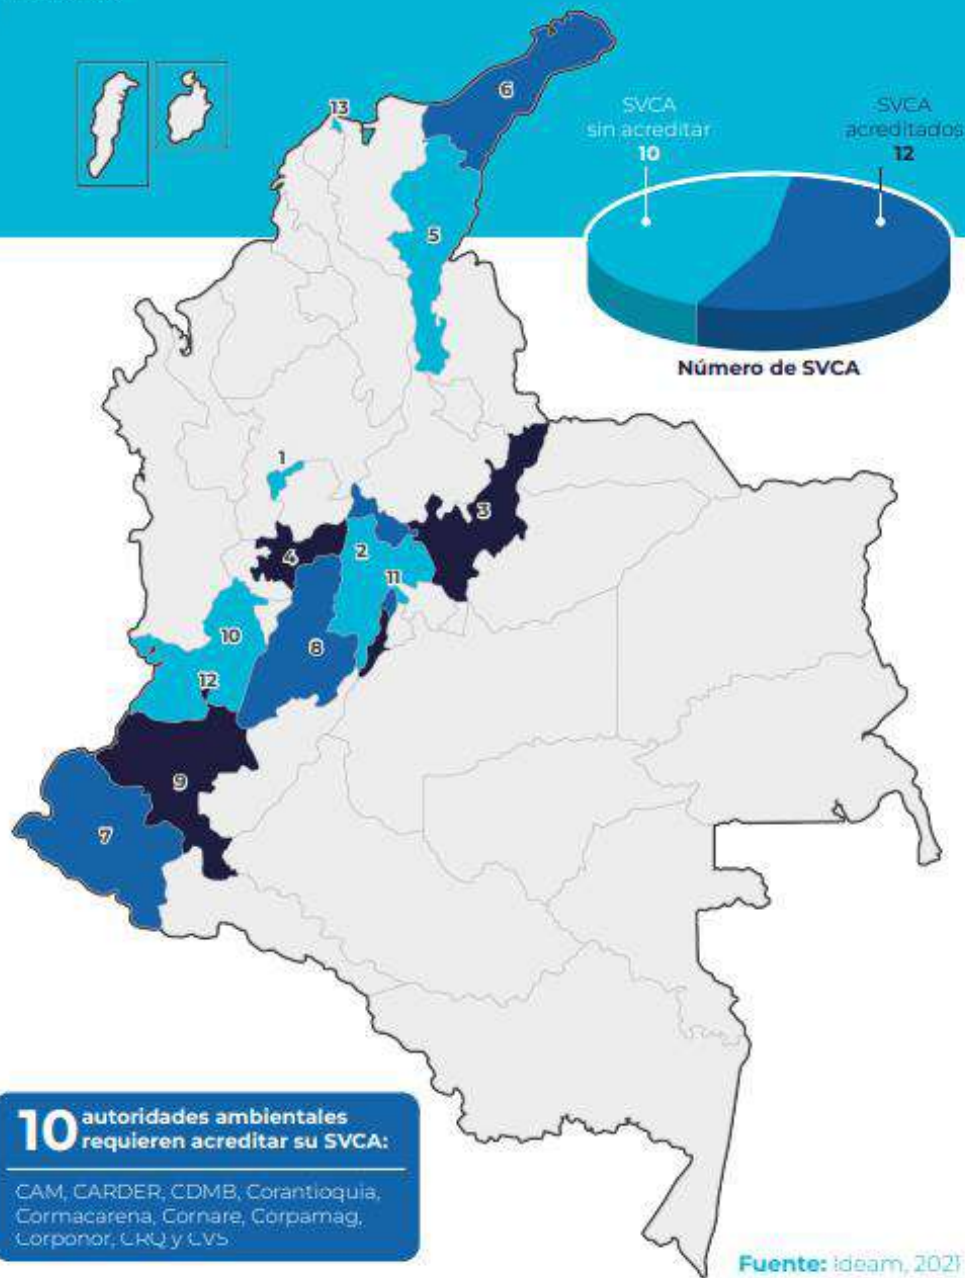 13
6
SVCA
sin acreditar
10
SVCA
acreditados
12
5
Número de SVCA
1
3
4
2
11
10
8
12
9
7
10 autoridades ambientales
requieren acreditar su SVCA:
CAM, CARDER, CDMB, Corantioquia,
Cormacarena, Cornare, Corpamag,
Corponor, CRQ y CVS
Fuente: Ideam, 2021